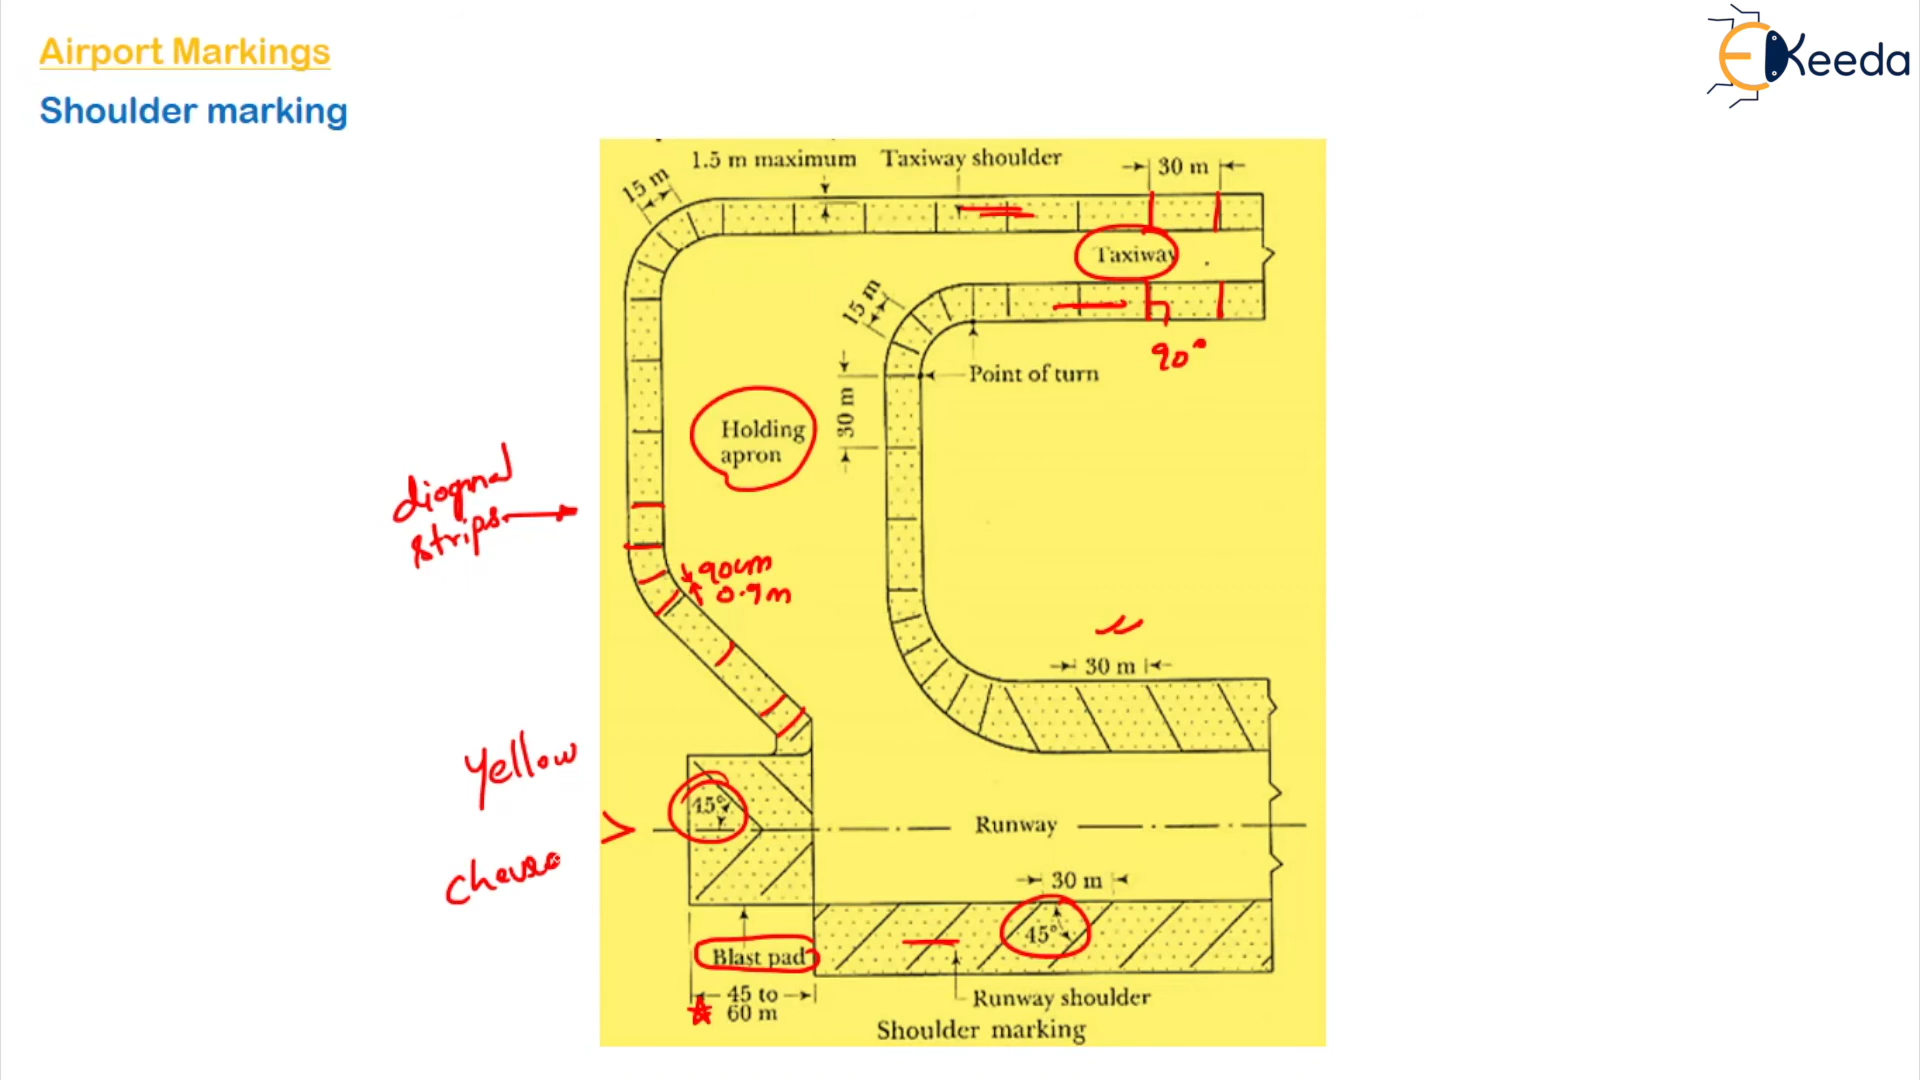 Airport Markings
Shoulder marking
Keeda
1.5 m maximum
Taxiway shoulder
30 m
15 m
Taxiway
15 m
90°
Point of turn
30 m
Holding
apron
diognal
strips
90cm
0.9m
30 m
Yellow
45°
Runway
chevro
30 m
45°
Blast pad
45 to
60 m
Runway shoulder
Shoulder marking